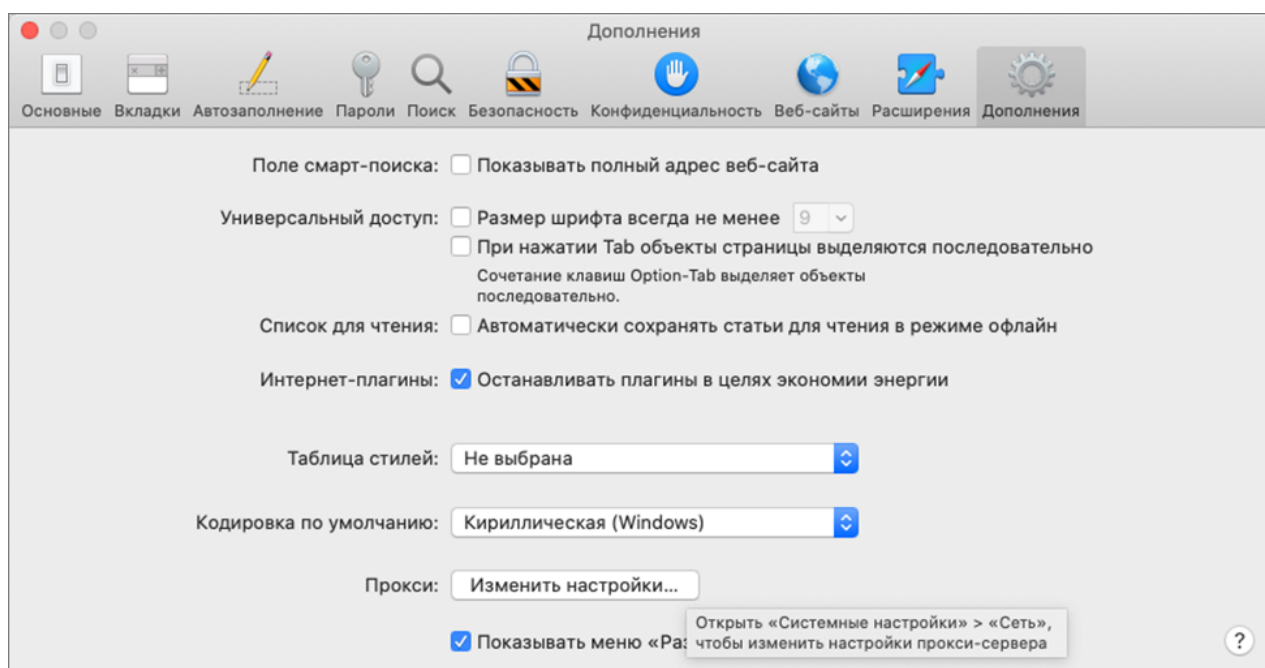 Дополнения
Основные Вкладки Автозаполнение Пароли Поиск Безопасность Конфиденциальность Веб-сайты Расширения Дополнения
Поле смарт-поиска: Показывать полный адрес веб-сайта
Универсальный доступ: Размер шрифта всегда не менее 9
При нажатии Tab объекты страницы выделяются последовательно
Сочетание клавиш Option-Tab выделяет объекты
последовательно.
Список для чтения: Автоматически сохранять статьи для чтения в режиме офлайн
Интернет-плагины: Останавливать плагины в целях экономии энергии
Таблица стилей: Не выбрана
Кодировка по умолчанию: Кириллическая (Windows)
Прокси: Изменить настройки...
Открыть «Системные настройки» > «Сеть»,
чтобы изменить настройки прокси-сервера
Показывать меню «Раз
?